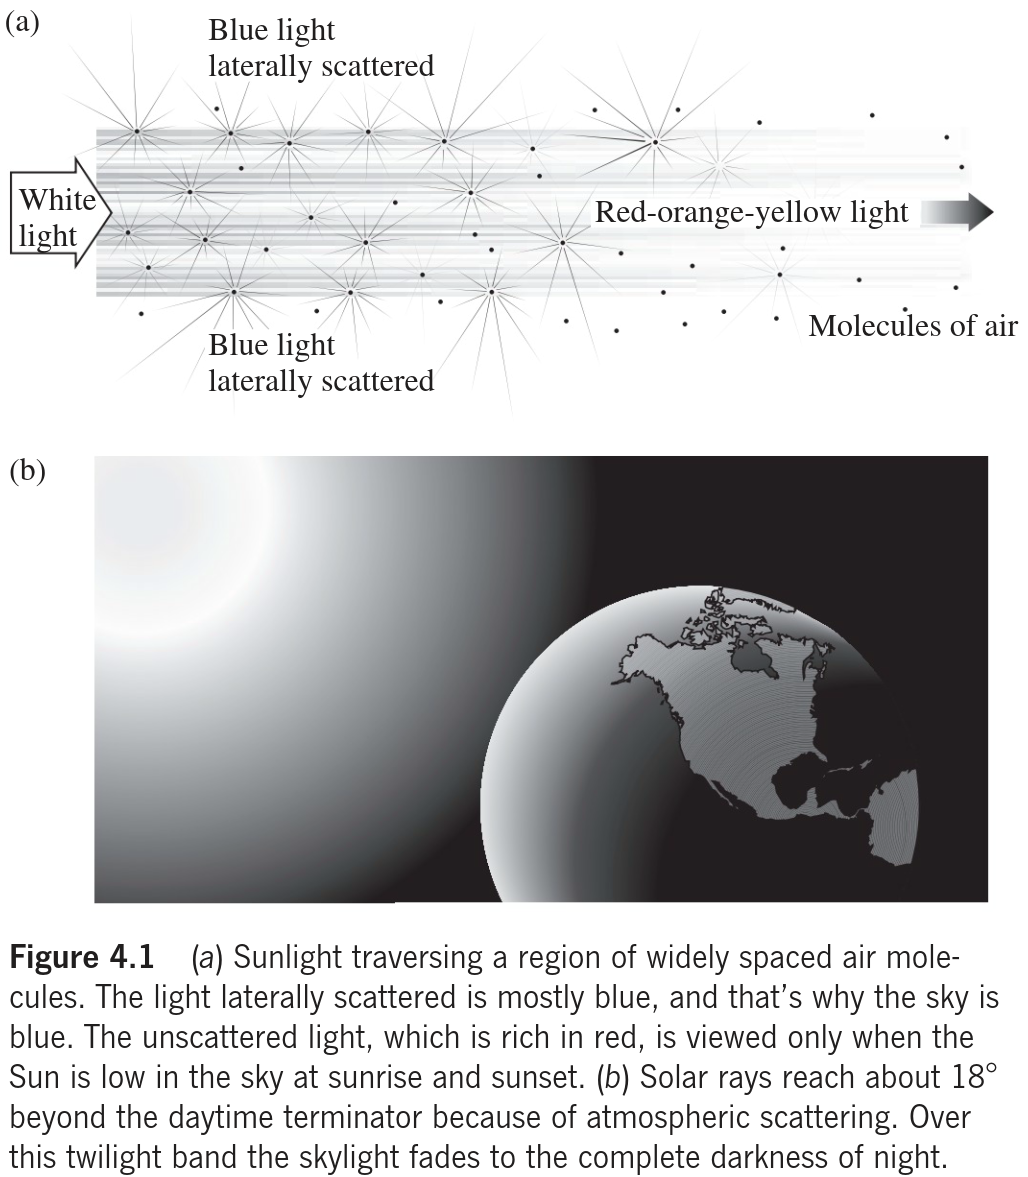 (a)
Blue light
laterally scattered
White
light
Red-orange-yellow light
Molecules of air
Blue light
laterally scattered
(b)
Figure 4.1 (a) Sunlight traversing a region of widely spaced air mole-
cules. The light laterally scattered is mostly blue, and that’s why the sky is
blue. The unscattered light, which is rich in red, is viewed only when the
Sun is low in the sky at sunrise and sunset. (b) Solar rays reach about 18°
beyond the daytime terminator because of atmospheric scattering. Over
this twilight band the skylight fades to the complete darkness of night.